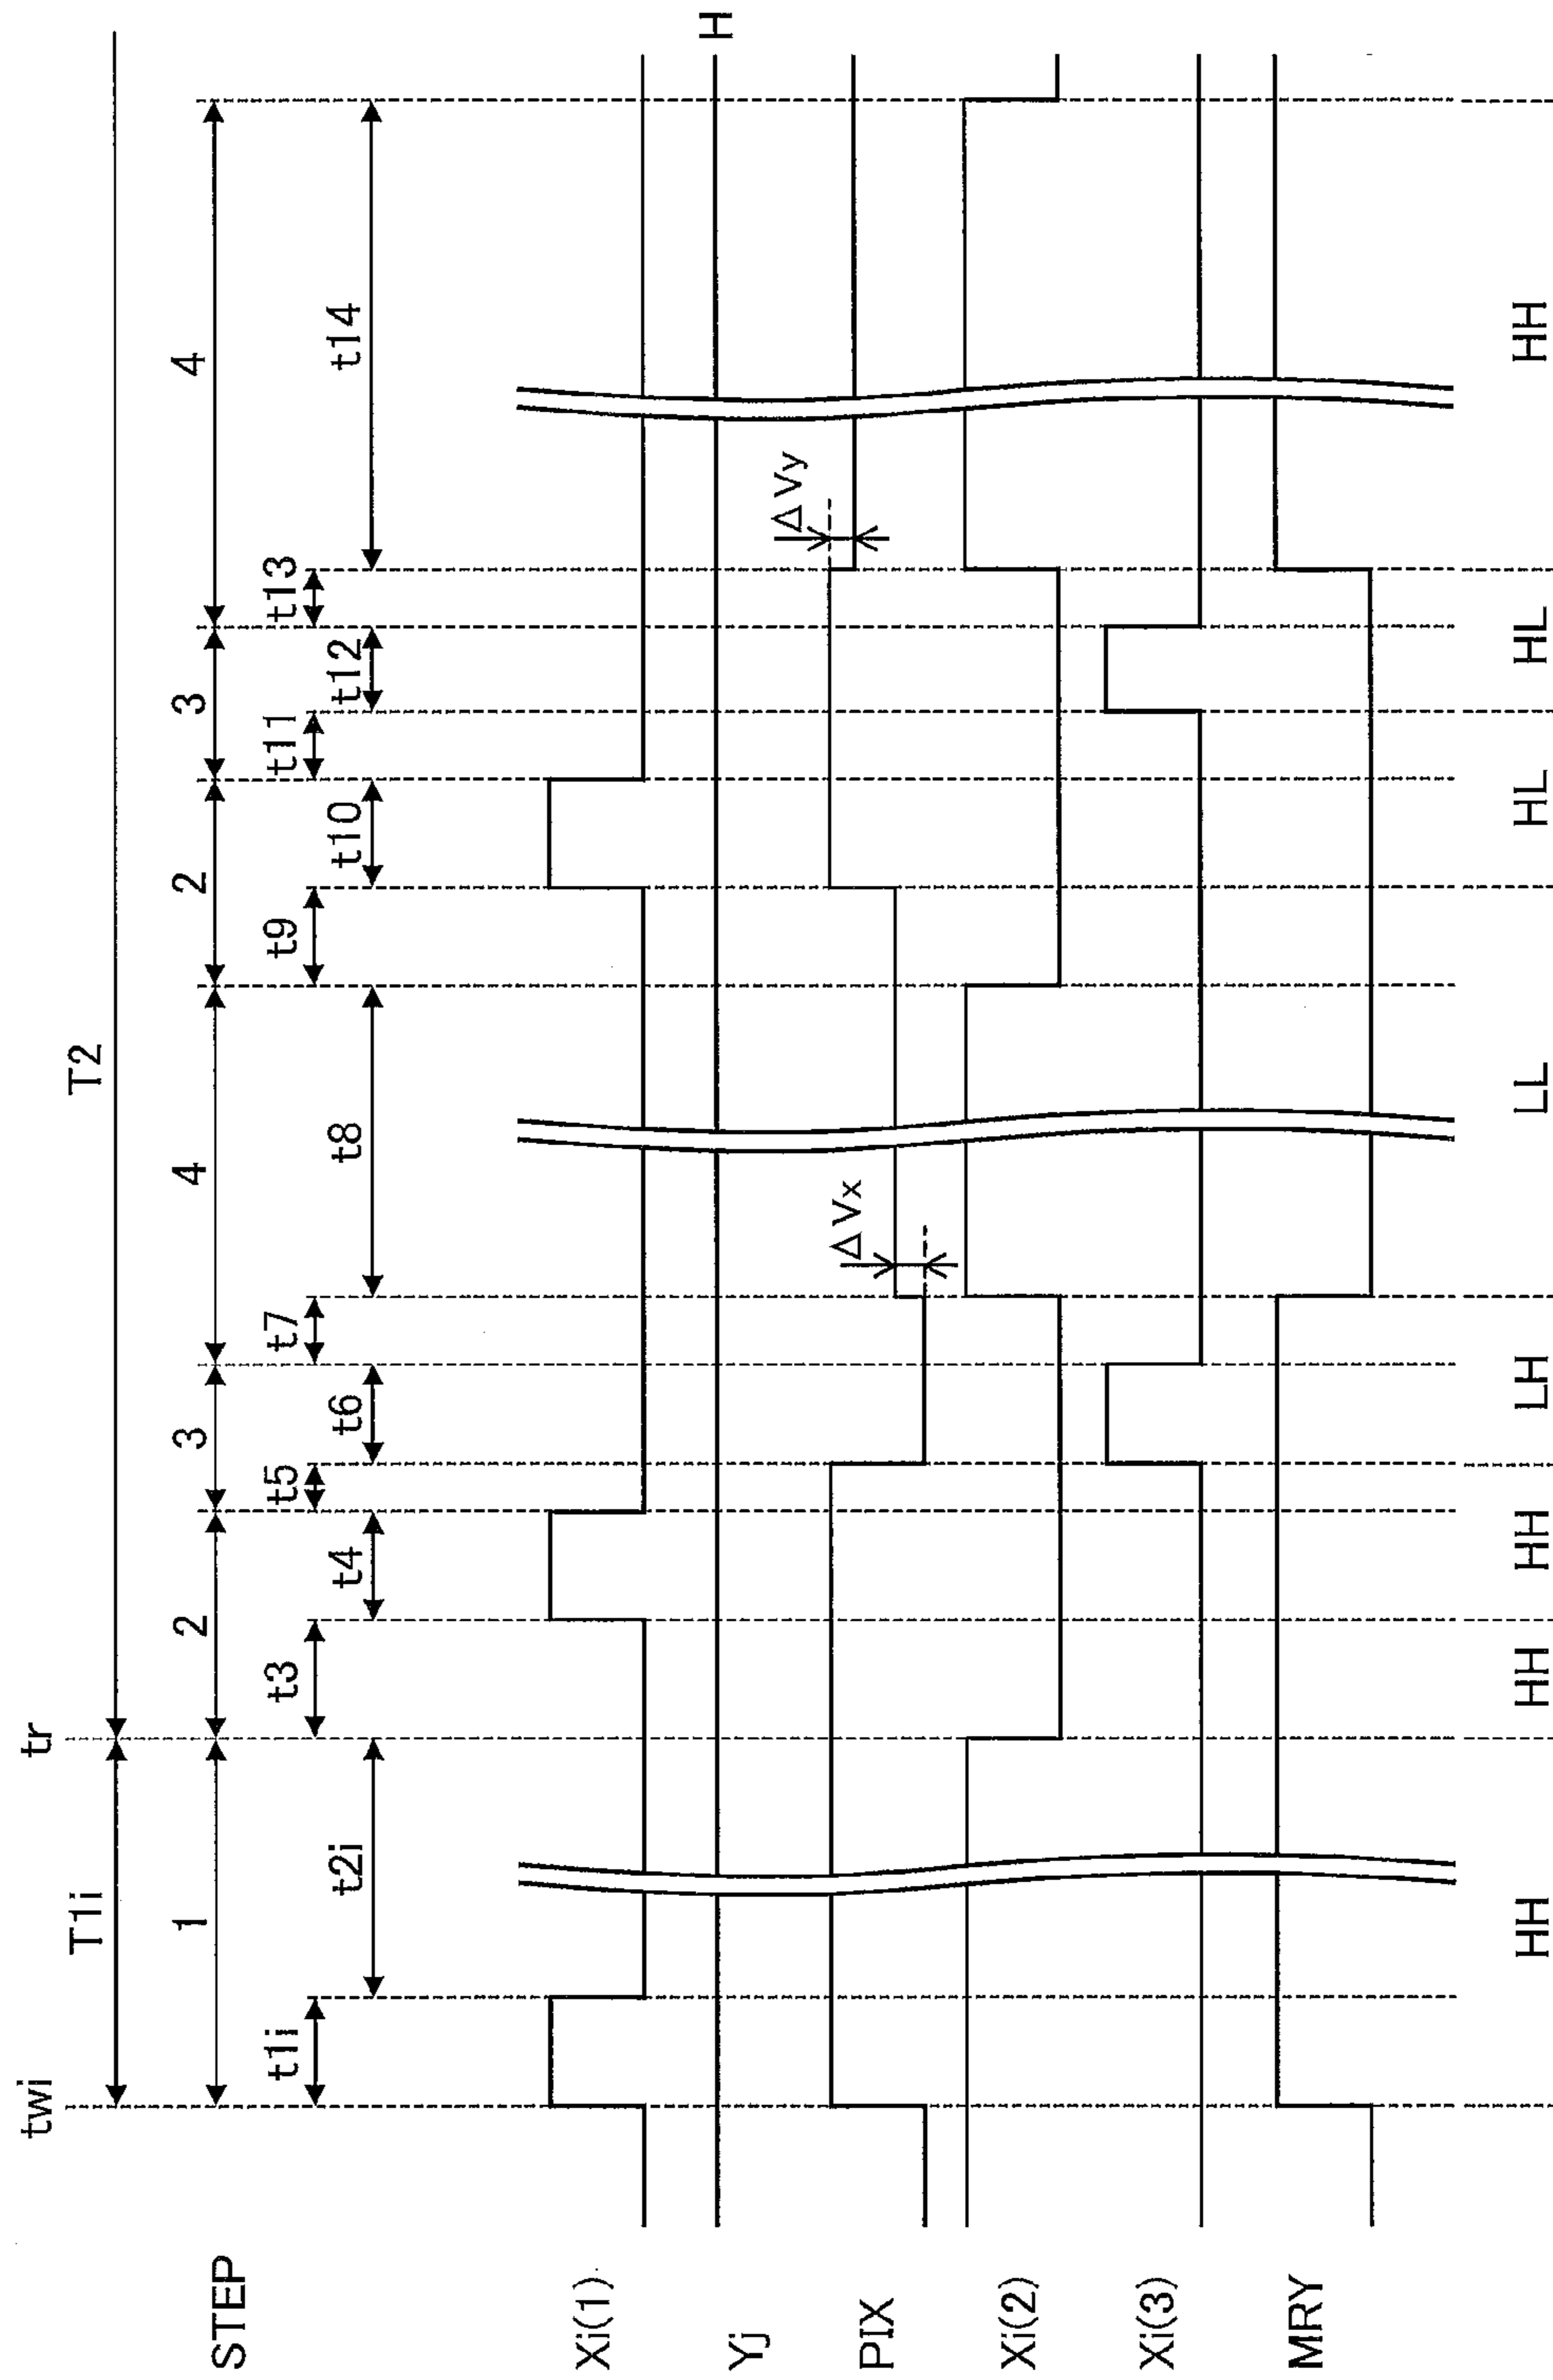 twi tr
T1i T2
STEP 1 2 3 4 2 3 4
t1i t3 t5 t7 t9 t11 t13
t2i t4 t6 t8 t10 t12 t14
Xi(1)
Yj H
ΔVx ΔVy
PIX
Xi(2)
Xi(3)
MRY
HH HH HH LH LL HL HL HH